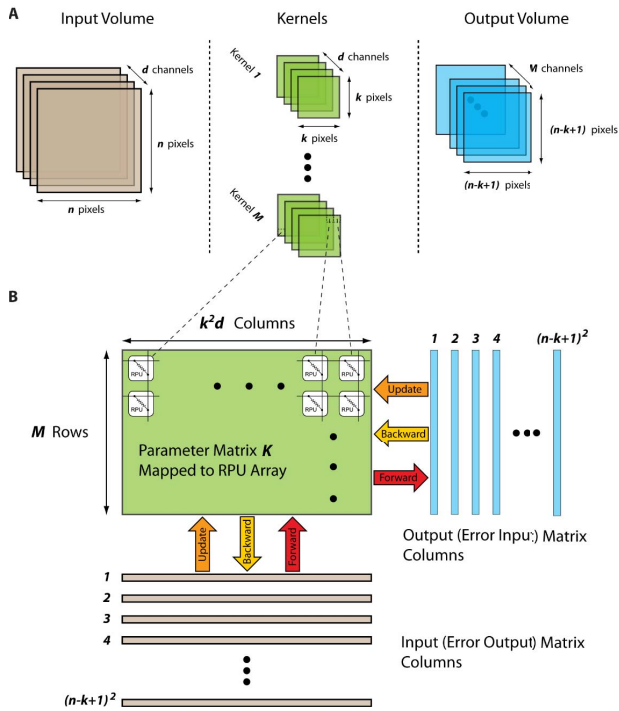 A
Input Volume
Kernels
Output Volume
d channels
n pixels
n pixels
Kernel 1
d channels
k pixels
k pixels
Kernel M
M channels
(n-k+1) pixels
(n-k+1) pixels
B
k²d Columns
M Rows
RPU
RPU
RPU
RPU
RPU
RPU
Parameter Matrix K
Mapped to RPU Array
Update
Backward
Forward
1 2 3 4 (n-k+1)²
Output (Error Input) Matrix
Columns
Update
Backward
Forward
1
2
3
4
(n-k+1)²
Input (Error Output) Matrix
Columns